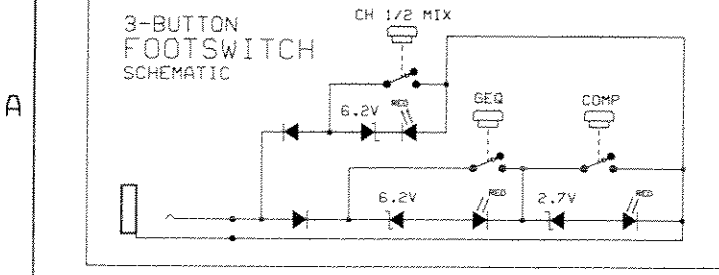 A
3-BUTTON
FOOTSWITCH
SCHEMATIC
CH 1/2 MIX
6.2V
RED
GEQ
COMP
6.2V
RED
2.7V
RED